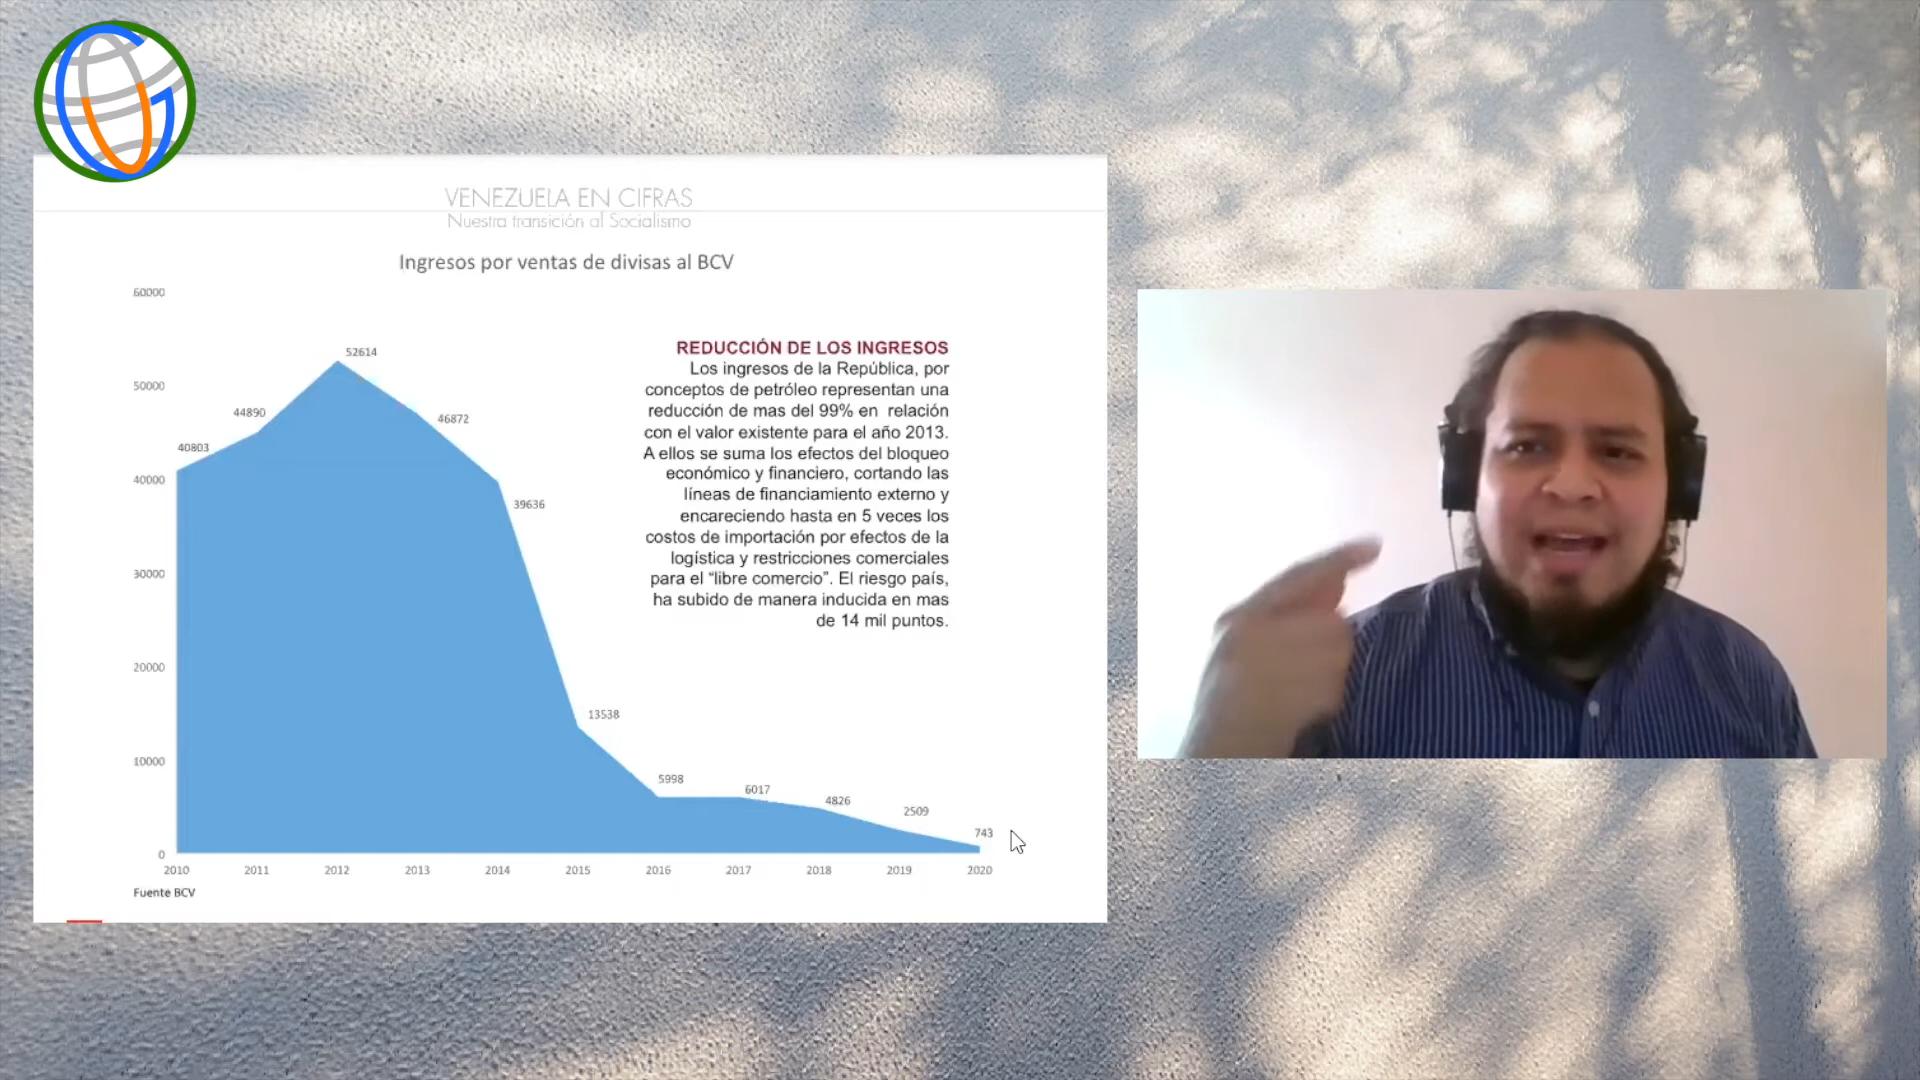 VENEZUELA EN CIFRAS
Nuestra transición al Socialismo
Ingresos por ventas de divisas al BCV
60000
50000
40000
30000
20000
10000
0
40803
44890
52614
46872
39636
13538
5998
6017
4826
2509
743
2010 2011 2012 2013 2014 2015 2016 2017 2018 2019 2020
Fuente BCV
REDUCCIÓN DE LOS INGRESOS
Los ingresos de la República, por
conceptos de petróleo representan una
reducción de mas del 99% en relación
con el valor existente para el año 2013.
A ellos se suma los efectos del bloqueo
económico y financiero, cortando las
líneas de financiamiento externo y
encareciendo hasta en 5 veces los
costos de importación por efectos de la
logística y restricciones comerciales
para el “libre comercio”. El riesgo país,
ha subido de manera inducida en mas
de 14 mil puntos.